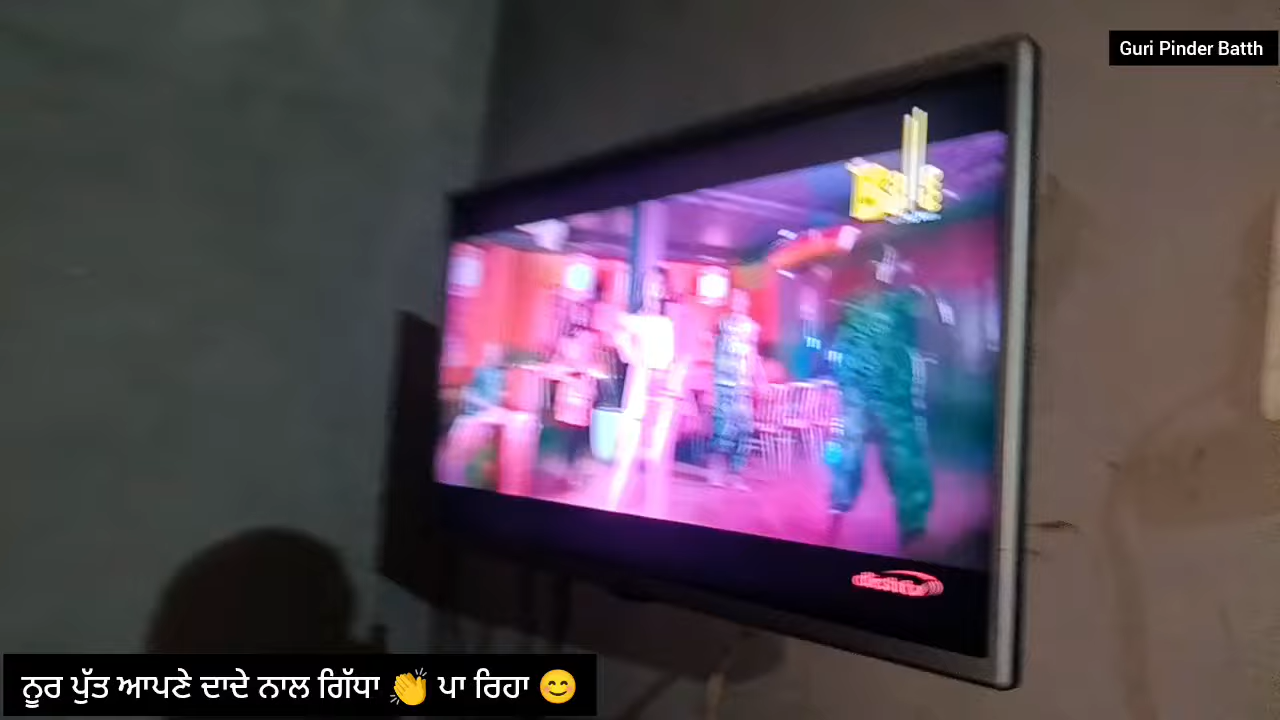 Guri Pinder Batth
ਨੂਰ ਪੁੱਤ ਆਪਣੇ ਦਾਦੇ ਨਾਲ ਗਿੱਧਾ 👏 ਪਾ ਰਿਹਾ 😊